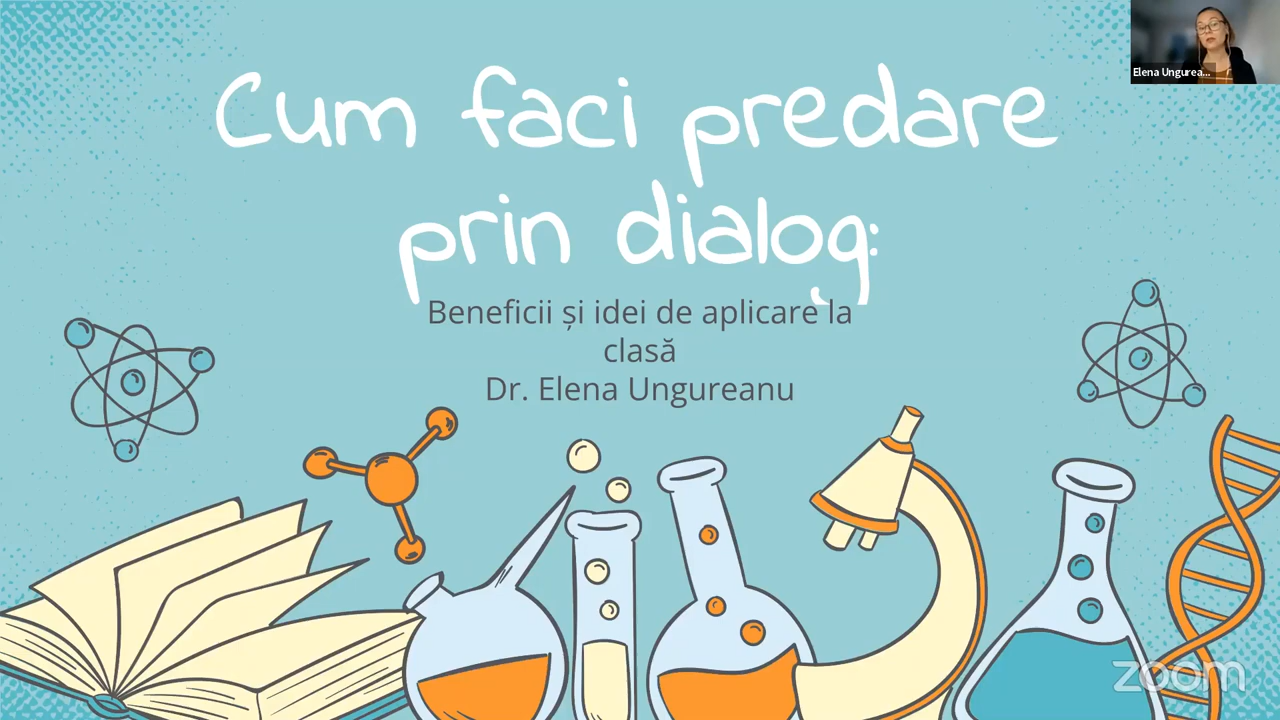 Cum faci predare
prin dialog:
Beneficii și idei de aplicare la
clasă
Dr. Elena Ungureanu
Elena Ungurea...
zoom